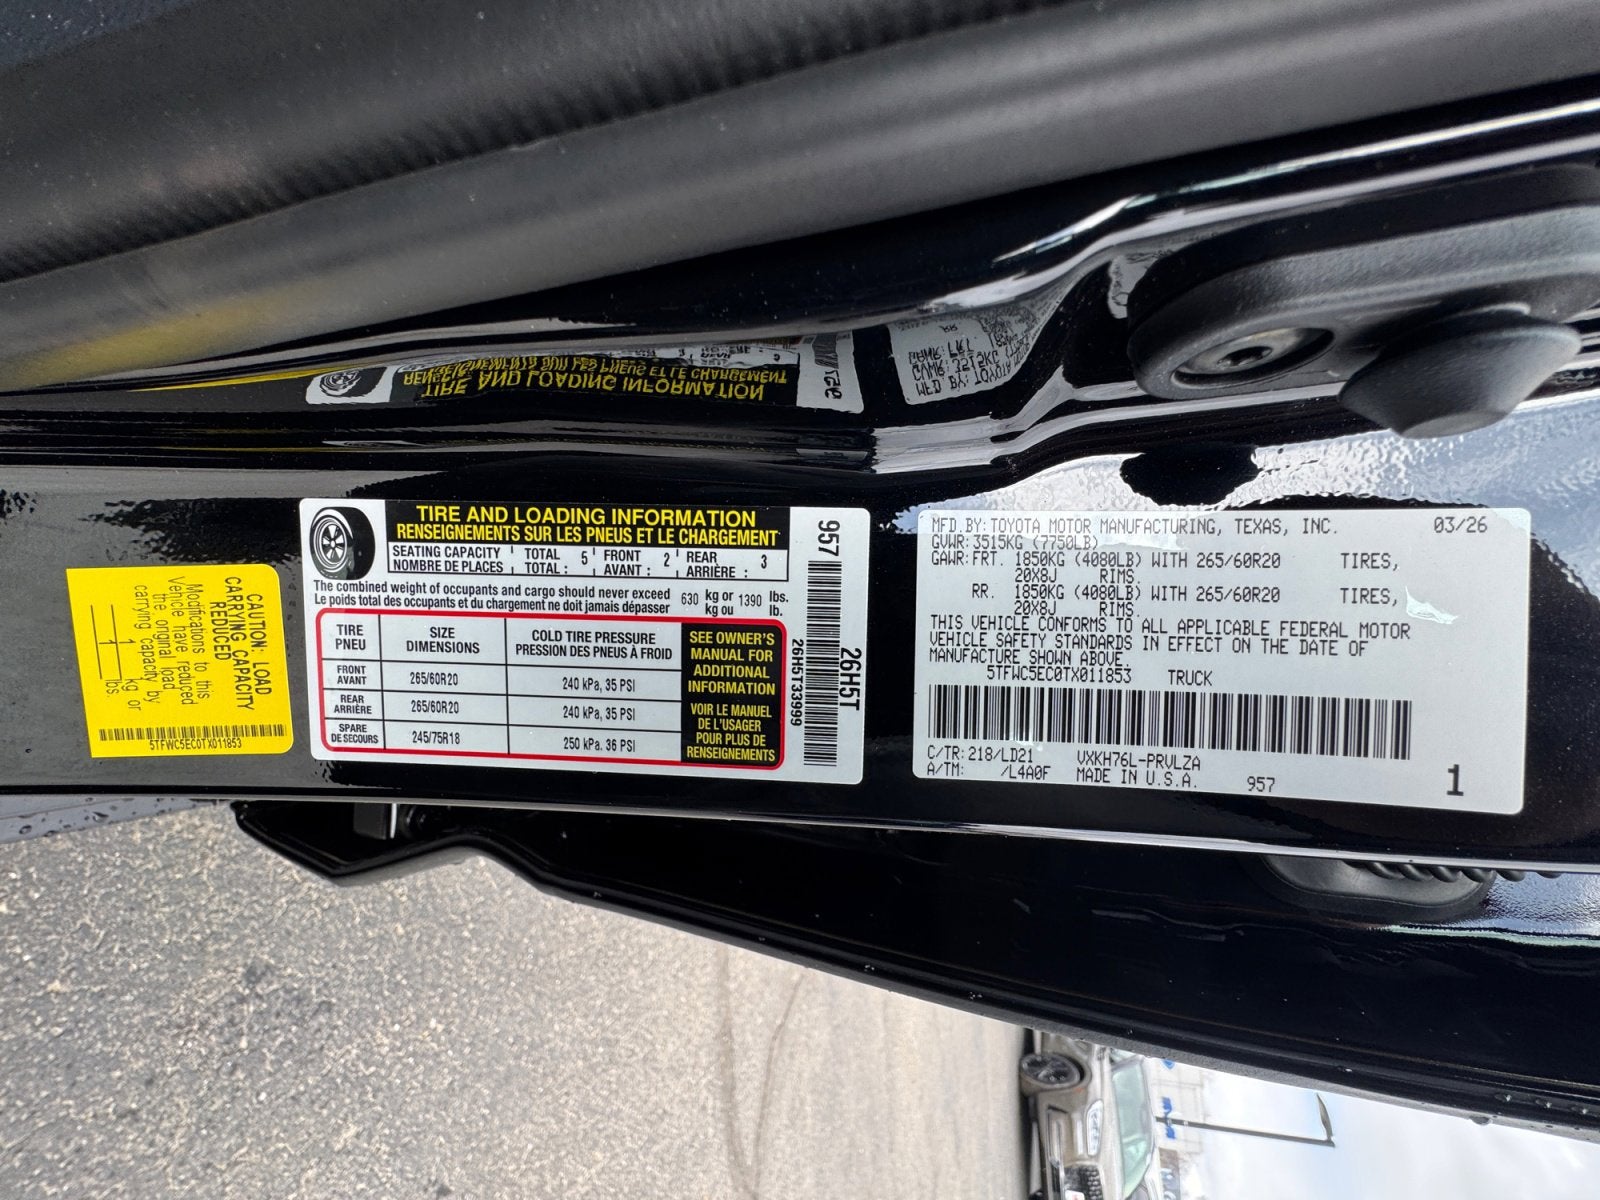 CAUTION: LOAD
CARRYING CAPACITY
REDUCED
Modifications to this
Vehicle have reduced
the original load
carrying capacity by
kg or
1 1 lbs.
5TFWC5EC0TX011853
TIRE AND LOADING INFORMATION
RENSEIGNEMENTS SUR LES PNEUS ET LE CHARGEMENT
SEATING CAPACITY TOTAL 5 FRONT 2 REAR 3
NOMBRE DE PLACES TOTAL : AVANT : ARRIÈRE :
The combined weight of occupants and cargo should never exceed 630 kg or 1390 lbs.
Le poids total des occupants et du chargement ne doit jamais dépasser kg ou lb.
TIRE SIZE COLD TIRE PRESSURE
PNEU DIMENSIONS PRESSION DES PNEUS À FROID
FRONT AVANT 265/60R20 240 kPa, 35 PSI
REAR ARRIÈRE 265/60R20 240 kPa, 35 PSI
SPARE DE SECOURS 245/75R18 250 kPa. 36 PSI
SEE OWNER'S
MANUAL FOR
ADDITIONAL
INFORMATION
VOIR LE MANUEL
DE L'USAGER
POUR PLUS DE
RENSEIGNEMENTS
957
26H5T
26H5T33999
MFD.BY:TOYOTA MOTOR MANUFACTURING, TEXAS, INC. 03/26
GVWR:3515KG (7750LB)
GAWR:FRT. 1850KG (4080LB) WITH 265/60R20 TIRES,
20X8J RIMS.
RR. 1850KG (4080LB) WITH 265/60R20 TIRES,
20X8J RIMS.
THIS VEHICLE CONFORMS TO ALL APPLICABLE FEDERAL MOTOR
VEHICLE SAFETY STANDARDS IN EFFECT ON THE DATE OF
MANUFACTURE SHOWN ABOVE.
5TFWC5EC0TX011853 TRUCK
C/TR:218/LD21 VXKH76L-PRVLZA
A/TM: /L4A0F MADE IN U.S.A. 957 1